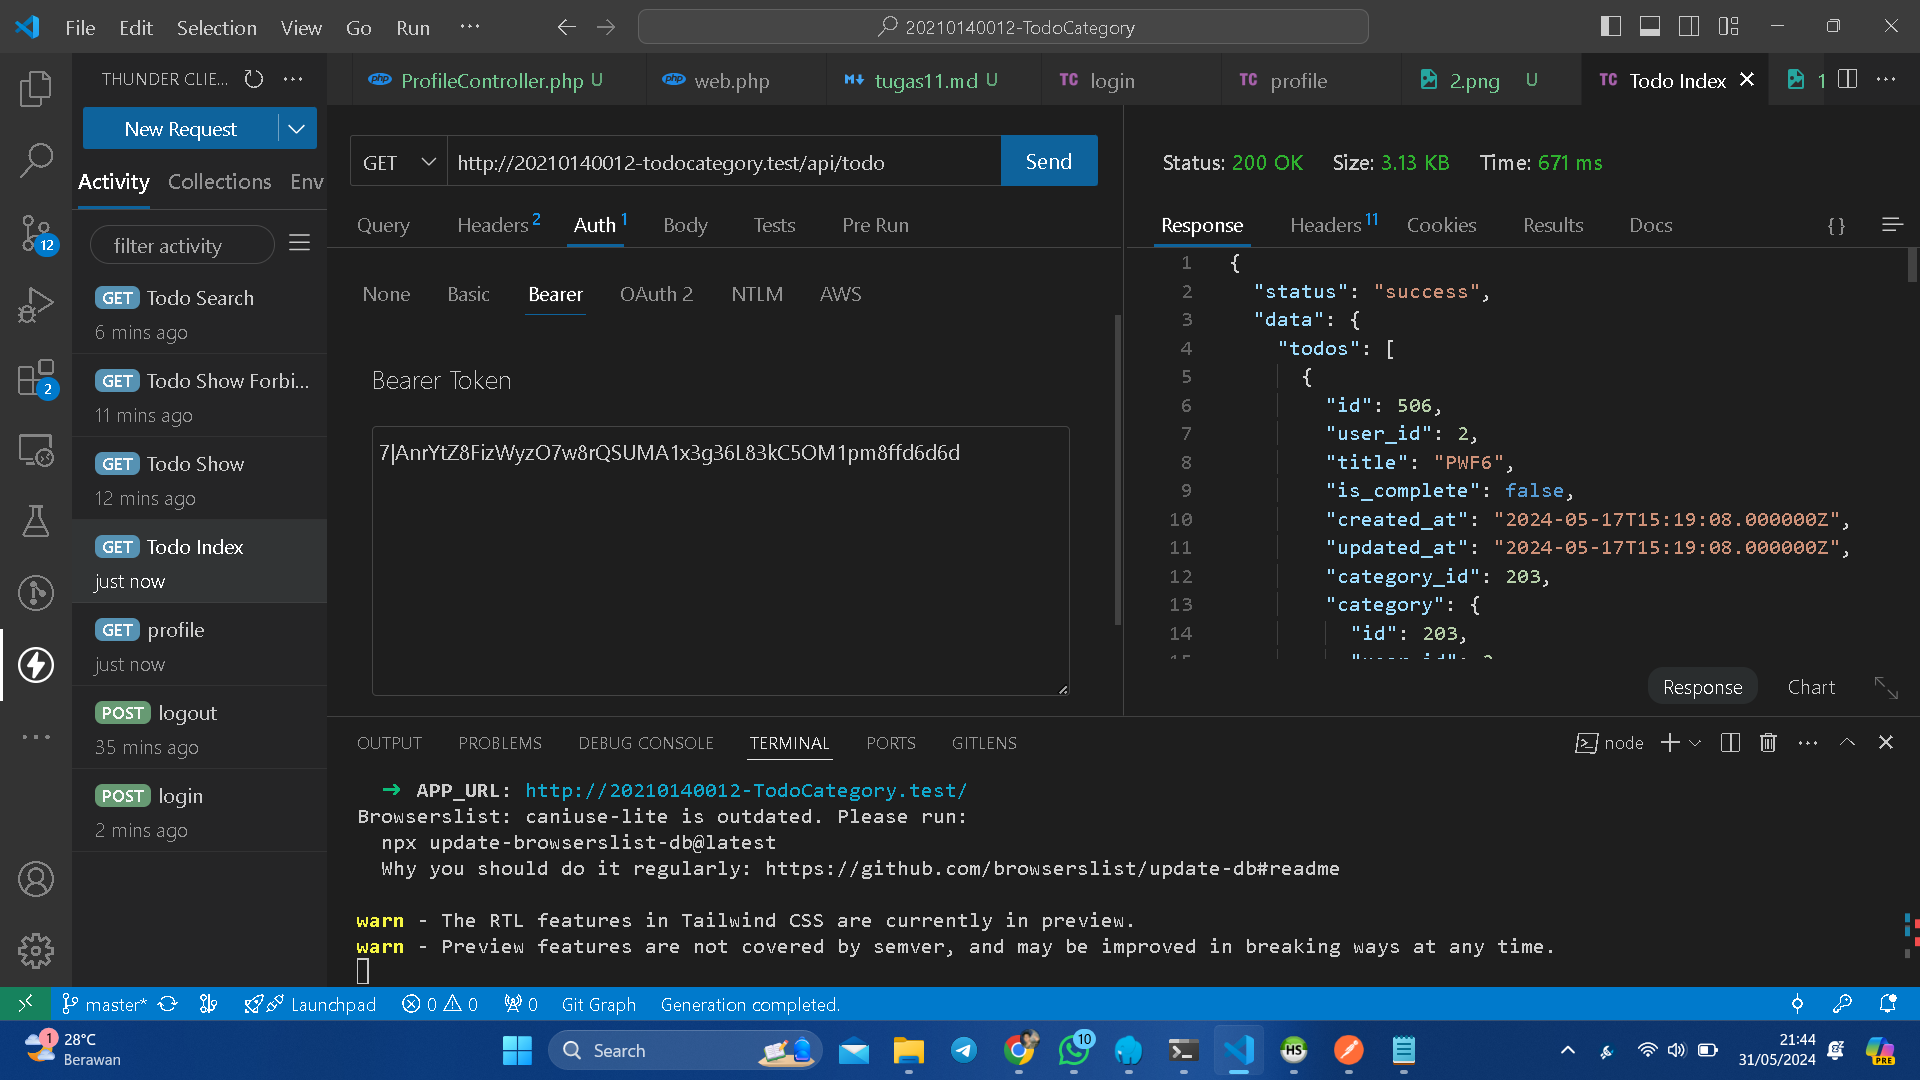 File Edit Selection View Go Run ···
20210140012-TodoCategory
THUNDER CLIE... ···
ProfileController.php U
web.php
tugas11.md U
TC login
TC profile
2.png U
TC Todo Index
1
New Request
Activity Collections Env
filter activity
GET Todo Search
6 mins ago
GET Todo Show Forbi...
11 mins ago
GET Todo Show
12 mins ago
GET Todo Index
just now
GET profile
just now
POST logout
35 mins ago
POST login
2 mins ago
12
2
GET http://20210140012-todocategory.test/api/todo Send
Query Headers 2 Auth 1 Body Tests Pre Run
None Basic Bearer OAuth 2 NTLM AWS
Bearer Token
7|AnrYtZ8FizWyzO7w8rQSUMA1x3g36L83kC5OM1pm8ffd6d6d
Status: 200 OK Size: 3.13 KB Time: 671 ms
Response Headers 11 Cookies Results Docs {}
1 {
2 "status": "success",
3 "data": {
4 "todos": [
5 {
6 "id": 506,
7 "user_id": 2,
8 "title": "PWF6",
9 "is_complete": false,
10 "created_at": "2024-05-17T15:19:08.000000Z",
11 "updated_at": "2024-05-17T15:19:08.000000Z",
12 "category_id": 203,
13 "category": {
14 "id": 203,
Response Chart
OUTPUT PROBLEMS DEBUG CONSOLE TERMINAL PORTS GITLENS
node
➜ APP_URL: http://20210140012-TodoCategory.test/
Browserslist: caniuse-lite is outdated. Please run:
npx update-browserslist-db@latest
Why you should do it regularly: https://github.com/browserslist/update-db#readme
warn - The RTL features in Tailwind CSS are currently in preview.
warn - Preview features are not covered by semver, and may be improved in breaking ways at any time.
master* Launchpad 0 0 0 Git Graph Generation completed.
1 28°C
Berawan
Search
10
HS
21:44
31/05/2024
PRE